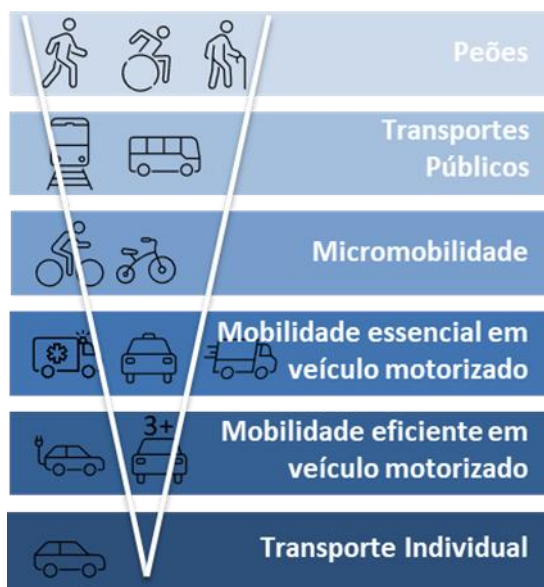 Peões
Transportes
Públicos
Micromobilidade
Mobilidade essencial em
veículo motorizado
3+
Mobilidade eficiente em
veículo motorizado
Transporte Individual